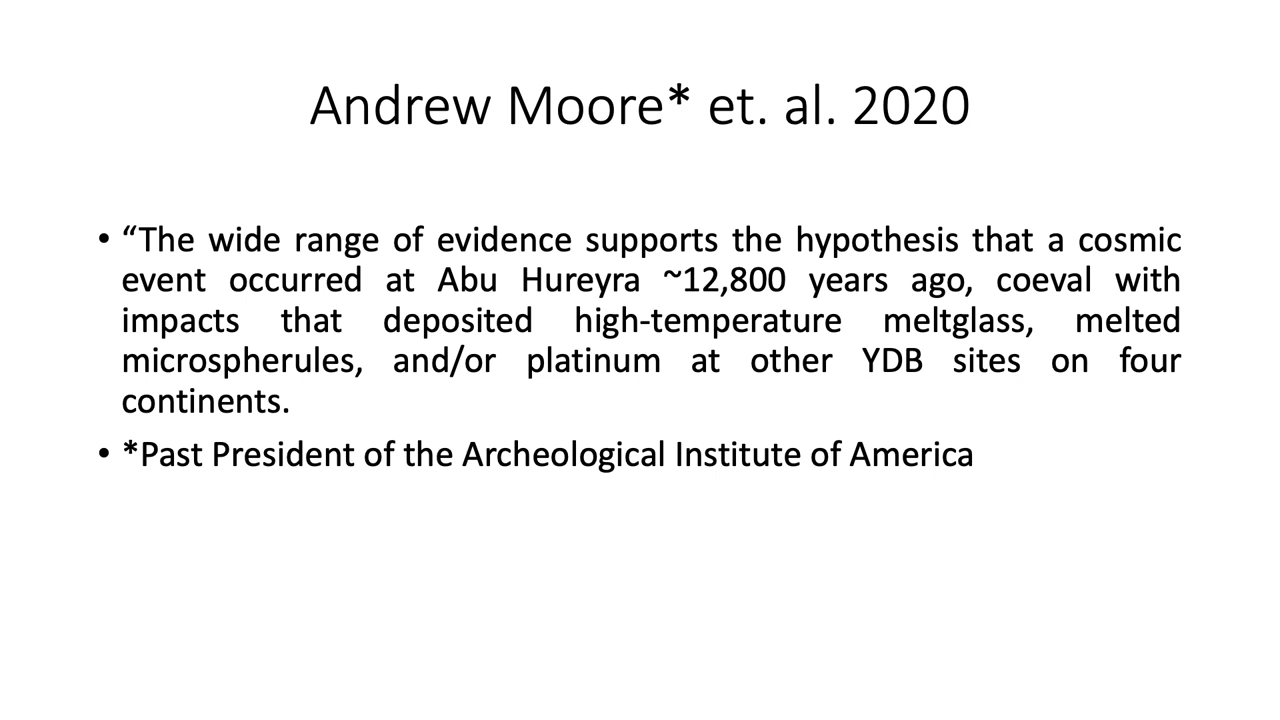 Andrew Moore* et. al. 2020
• “The wide range of evidence supports the hypothesis that a cosmic
event occurred at Abu Hureyra ~12,800 years ago, coeval with
impacts that deposited high-temperature meltglass, melted
microspherules, and/or platinum at other YDB sites on four
continents.
• *Past President of the Archeological Institute of America